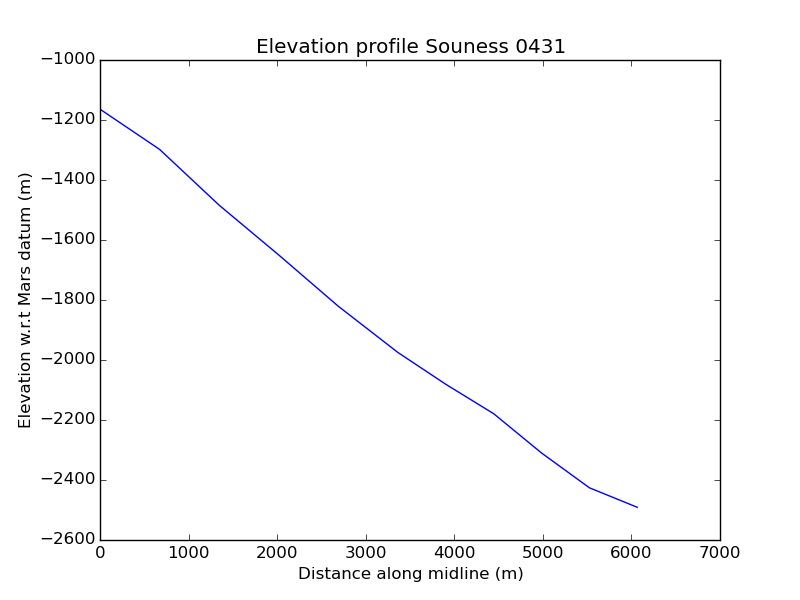 Elevation profile Souness 0431
Elevation w.r.t Mars datum (m)
−1000
−1200
−1400
−1600
−1800
−2000
−2200
−2400
−2600
0 1000 2000 3000 4000 5000 6000 7000
Distance along midline (m)